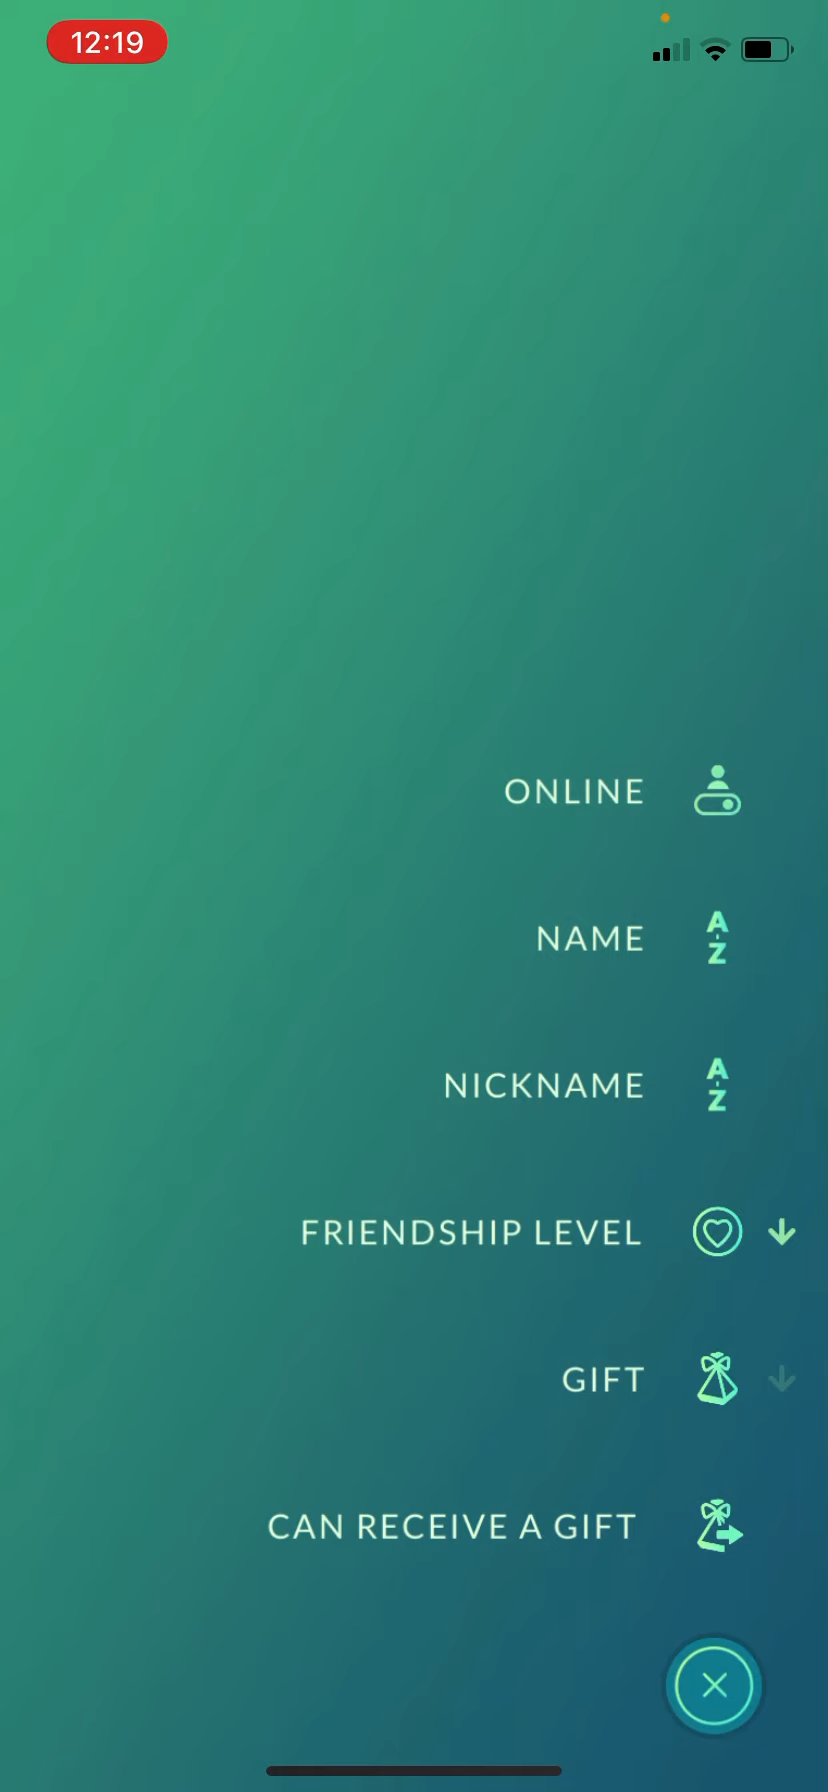 12:19
ONLINE
NAME
A
Z
NICKNAME
A
Z
FRIENDSHIP LEVEL
GIFT
CAN RECEIVE A GIFT